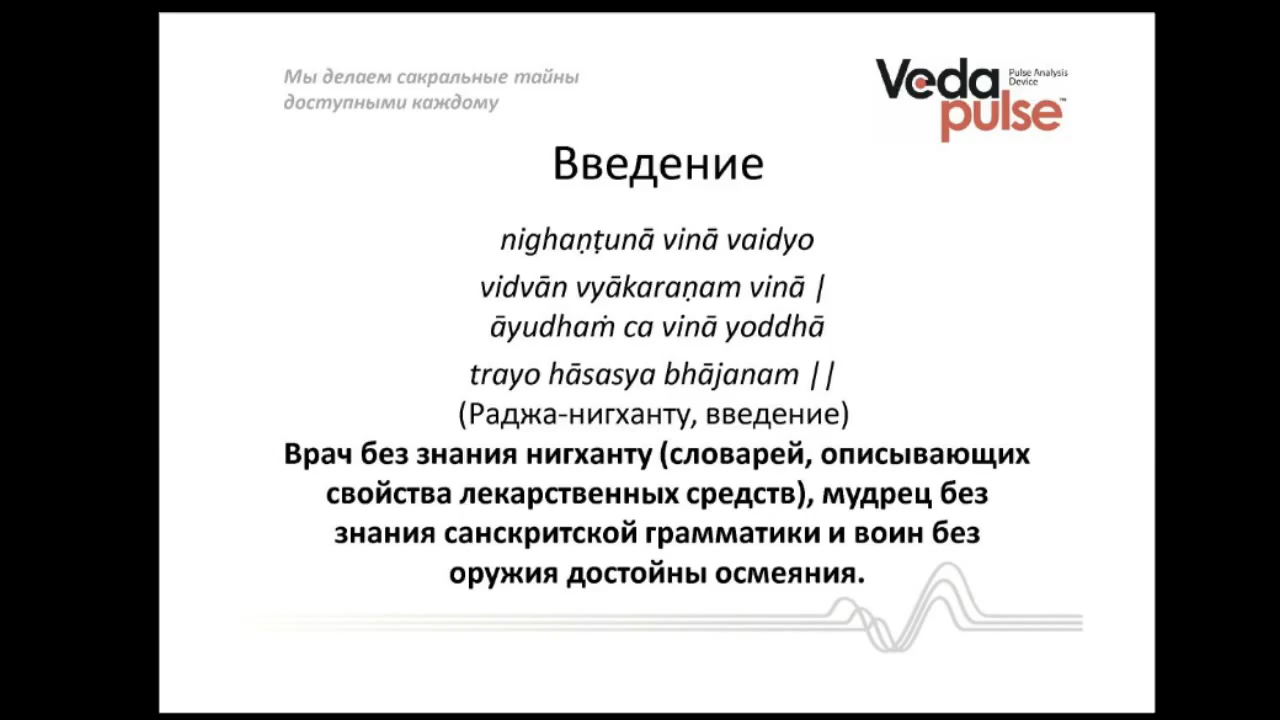 Мы делаем сакральные тайны
доступными каждому
Veda
pulse™
Pulse Analysis
Device
Введение
nighaṇṭunā vinā vaidyo
vidvān vyākaraṇam vinā |
āyudhaṁ ca vinā yoddhā
trayo hāsasya bhājanam ||
(Раджа-нигханту, введение)
Врач без знания нигханту (словарей, описывающих
свойства лекарственных средств), мудрец без
знания санскритской грамматики и воин без
оружия достойны осмеяния.